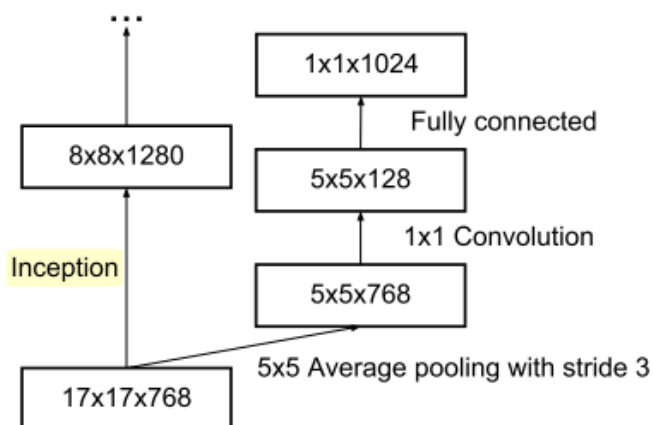 ...
1x1x1024
Fully connected
8x8x1280
5x5x128
1x1 Convolution
Inception
5x5x768
5x5 Average pooling with stride 3
17x17x768